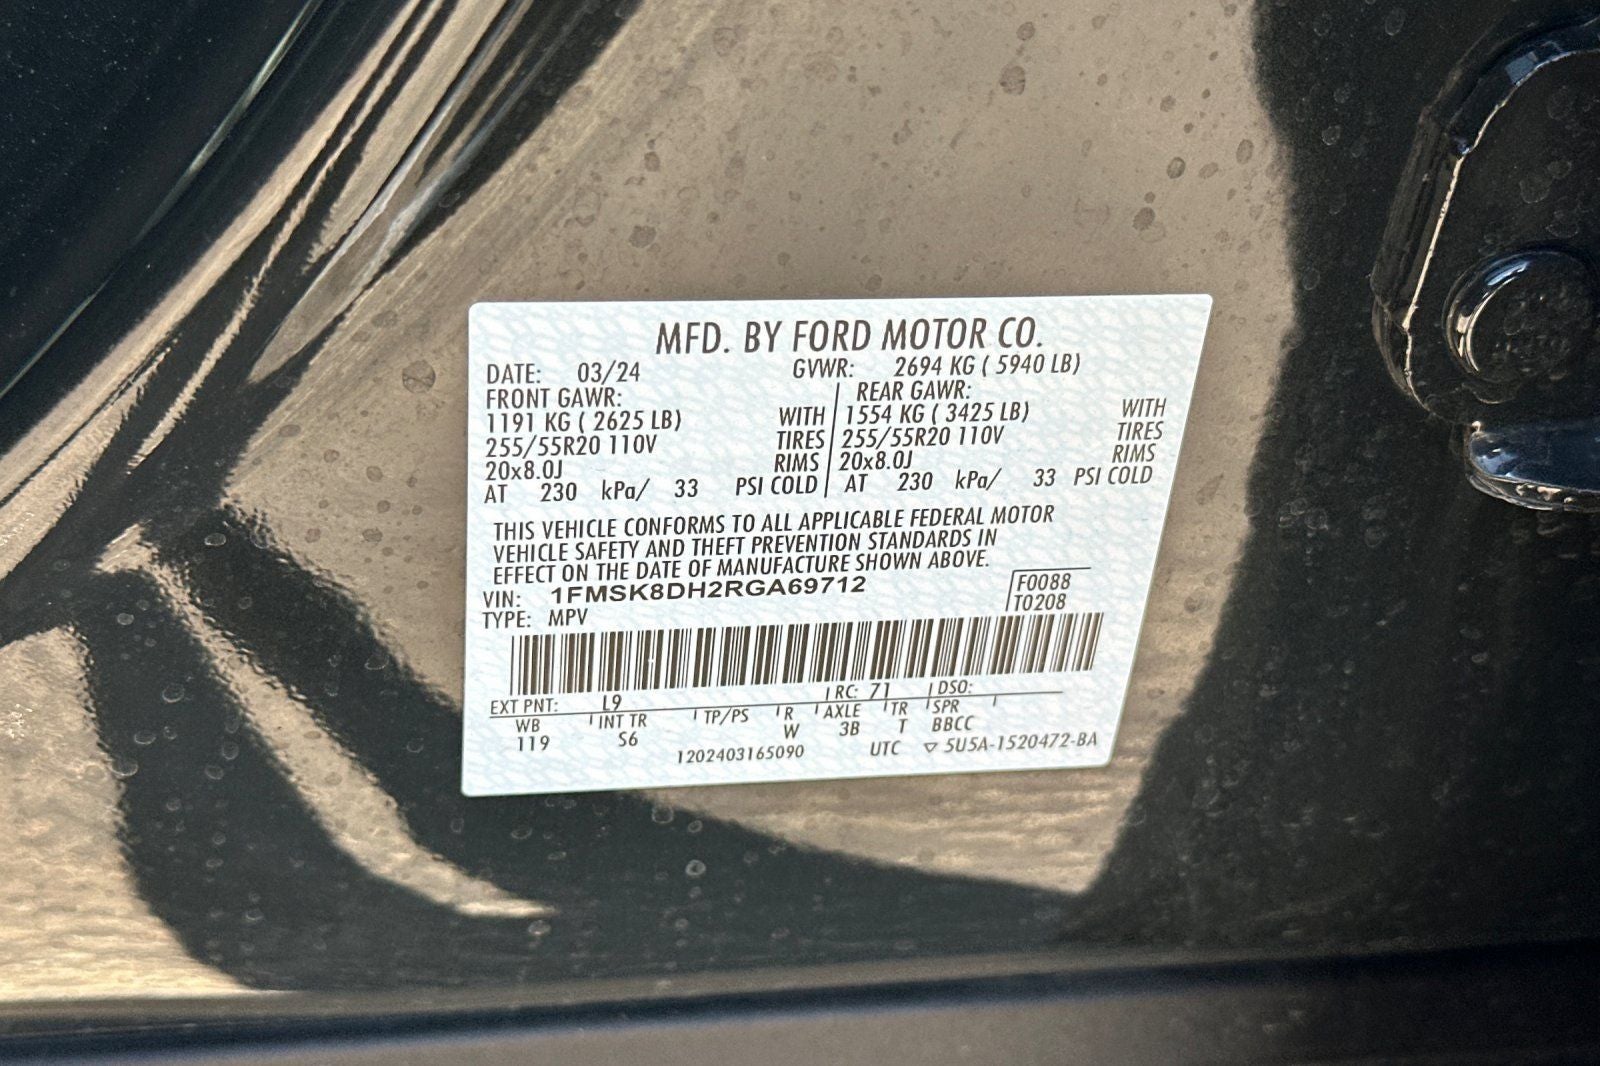 MFD. BY FORD MOTOR CO.
DATE: 03/24 GVWR: 2694 KG ( 5940 LB)
FRONT GAWR: REAR GAWR:
1191 KG ( 2625 LB) WITH 1554 KG ( 3425 LB) WITH
255/55R20 110V TIRES 255/55R20 110V TIRES
20x8.0J RIMS 20x8.0J RIMS
AT 230 kPa/ 33 PSI COLD AT 230 kPa/ 33 PSI COLD
THIS VEHICLE CONFORMS TO ALL APPLICABLE FEDERAL MOTOR
VEHICLE SAFETY AND THEFT PREVENTION STANDARDS IN
EFFECT ON THE DATE OF MANUFACTURE SHOWN ABOVE.
VIN: 1FMSK8DH2RGA69712 F0088
TYPE: MPV T0208
EXT PNT: L9 RC: 71 DSO:
WB INT TR TP/PS R AXLE TR SPR
119 S6 W 3B T BBCC
1202403165090 UTC ▽ 5U5A-1520472-BA